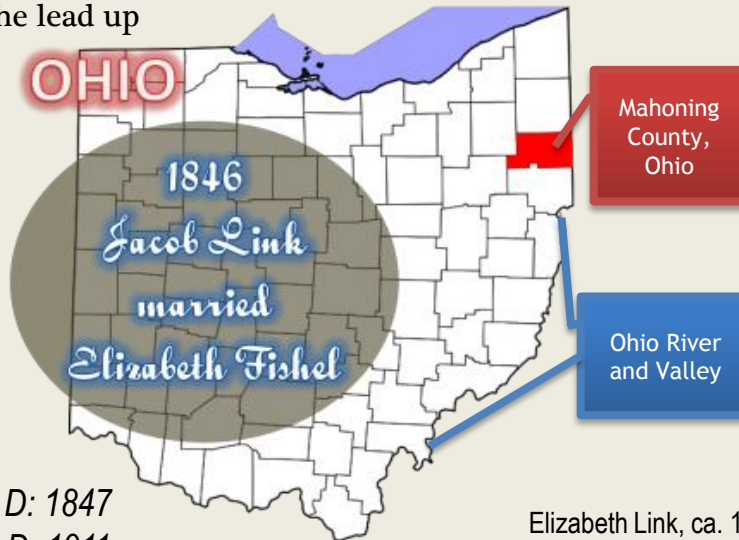 he lead up
OHIO
1846
Jacob Link
married
Elizabeth Fishel
Mahoning
County,
Ohio
Ohio River
and Valley
D: 1847
Elizabeth Link, ca. 1